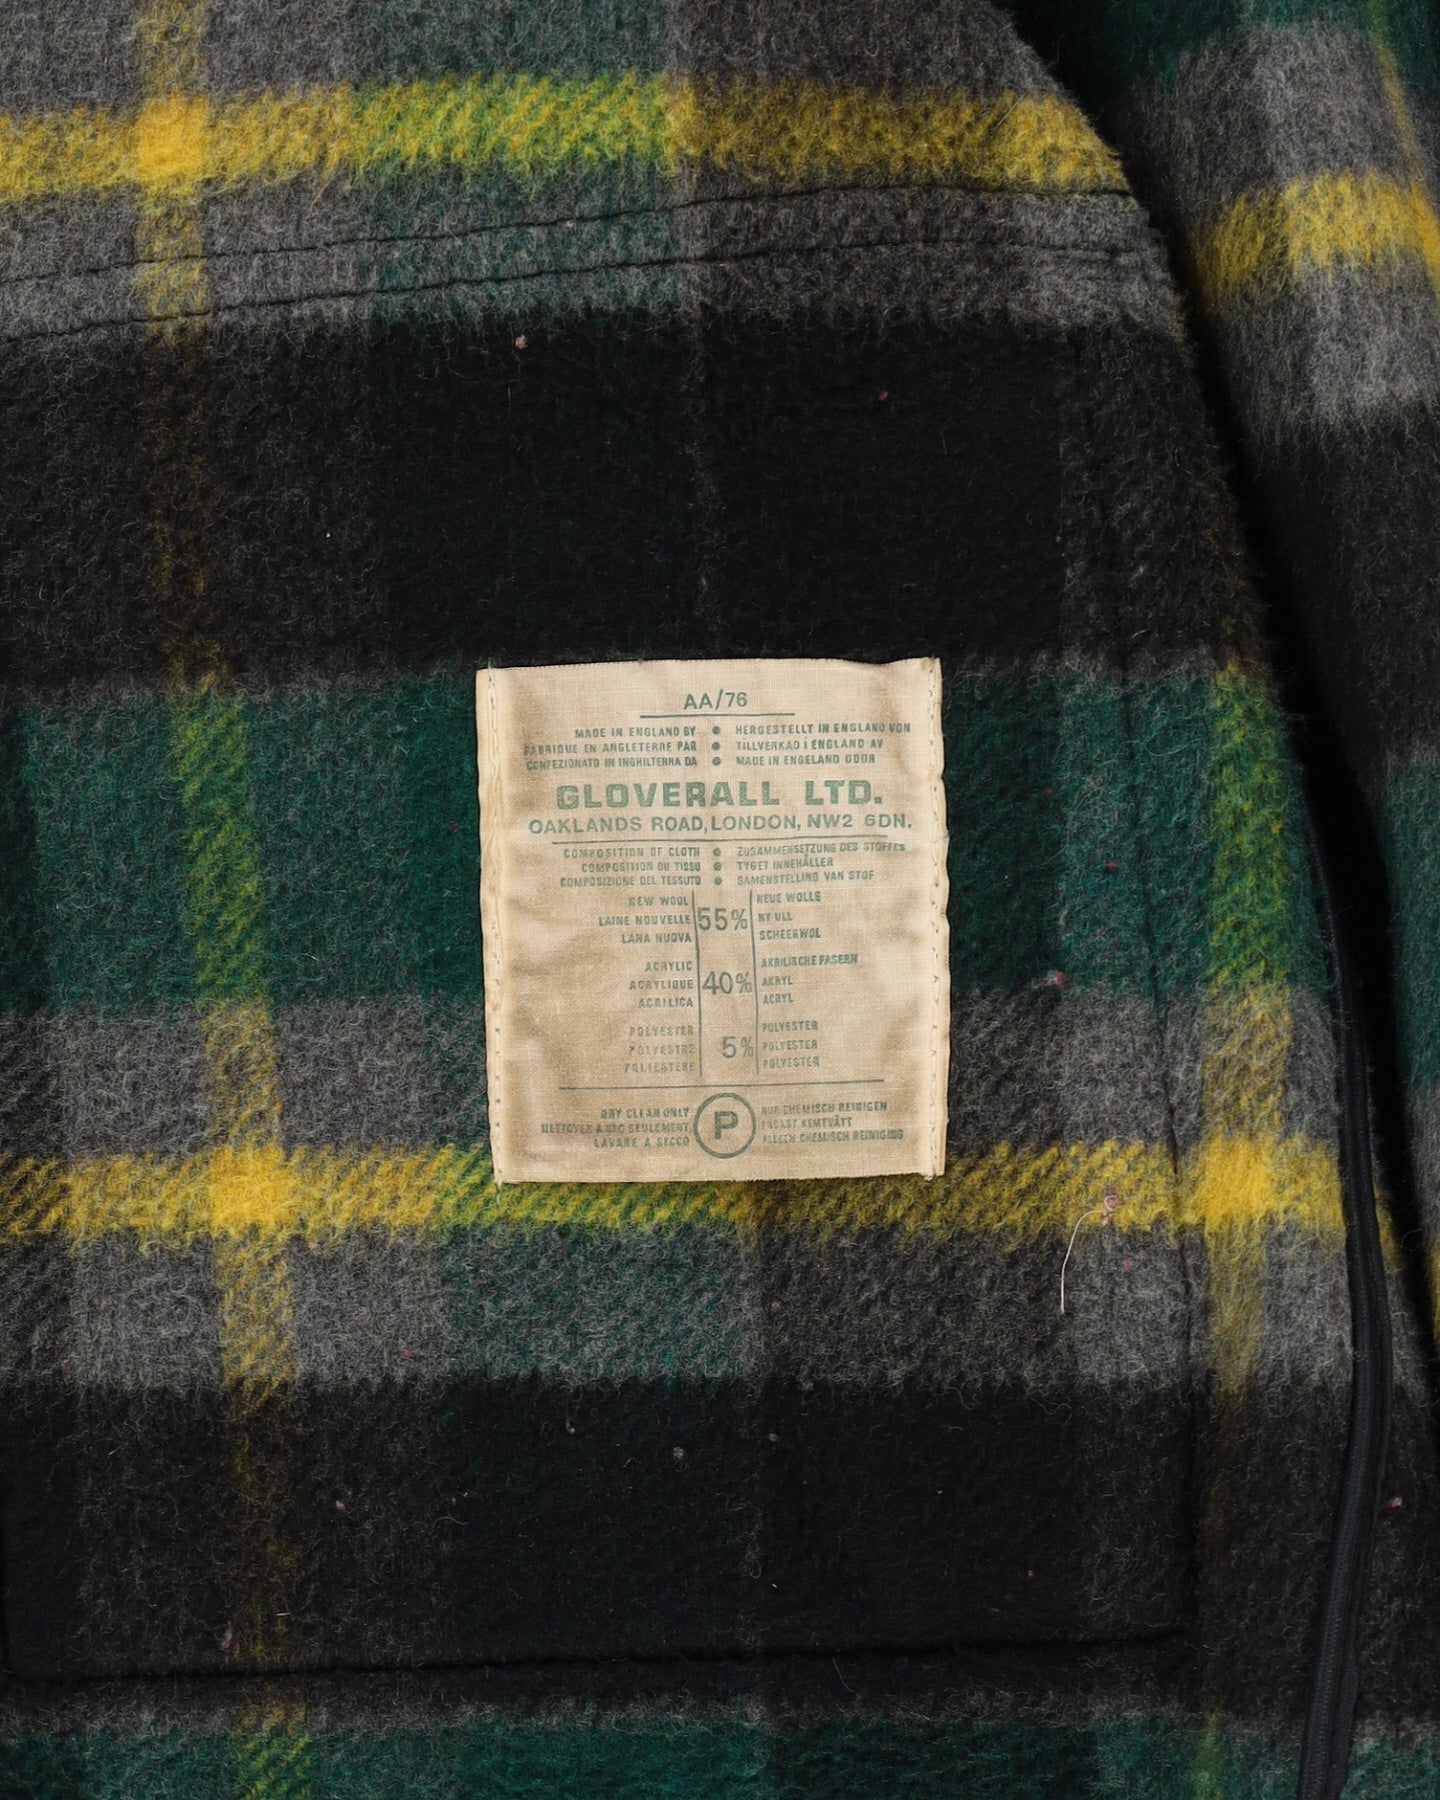 AA/76
MADE IN ENGLAND BY ● HERGESTELLT IN ENGLAND VON
FABRIQUE EN ANGLETERRE PAR ● TILLVERKAD I ENGLAND AV
CONFEZIONATO IN INGHILTERRA DA ● MADE IN ENGELAND DOOR
GLOVERALL LTD.
OAKLANDS ROAD, LONDON, NW2 6DN.
COMPOSITION OF CLOTH ● ZUSAMMENSETZUNG DES STOFFES
COMPOSITION DU TISSU ● TYGET INNEHÅLLER
COMPOSIZIONE DEL TESSUTO ● SAMENSTELLING VAN STOF
NEW WOOL NEUE WOLLE
LAINE NOUVELLE 55% NY ULL
LANA NUOVA SCHEERWOL
ACRYLIC AKRILISCHE FASERN
ACRYLIQUE 40% AKRYL
ACRILICA ACRYL
POLYESTER POLYESTER
POLYESTRE 5% POLYESTER
POLIESTERE POLYESTER
DRY CLEAN ONLY NUR CHEMISCH REINIGEN
NETTOYER A SEC SEULEMENT. P ENDAST KEMTVÄTT
LAVARE A SECCO ALLEEN CHEMISCH REINIGING